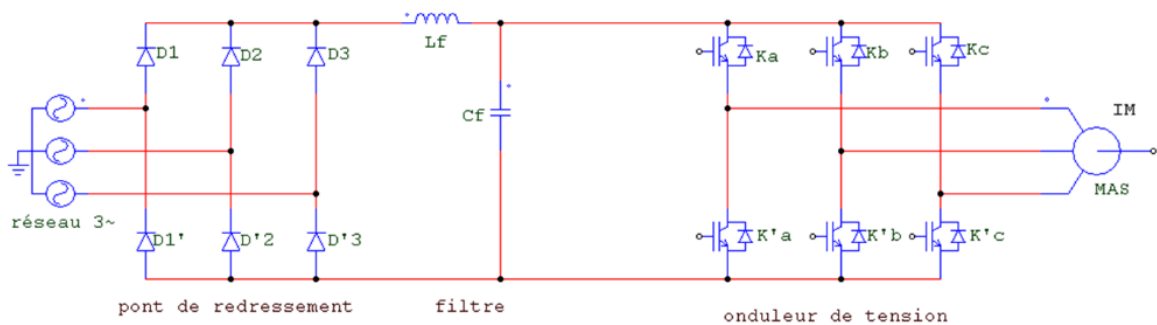 D1
D2
D3
Lf
Ka
Kb
Kc
Cf
IM
MAS
réseau 3~
D1'
D'2
D'3
K'a
K'b
K'c
pont de redressement
filtre
onduleur de tension